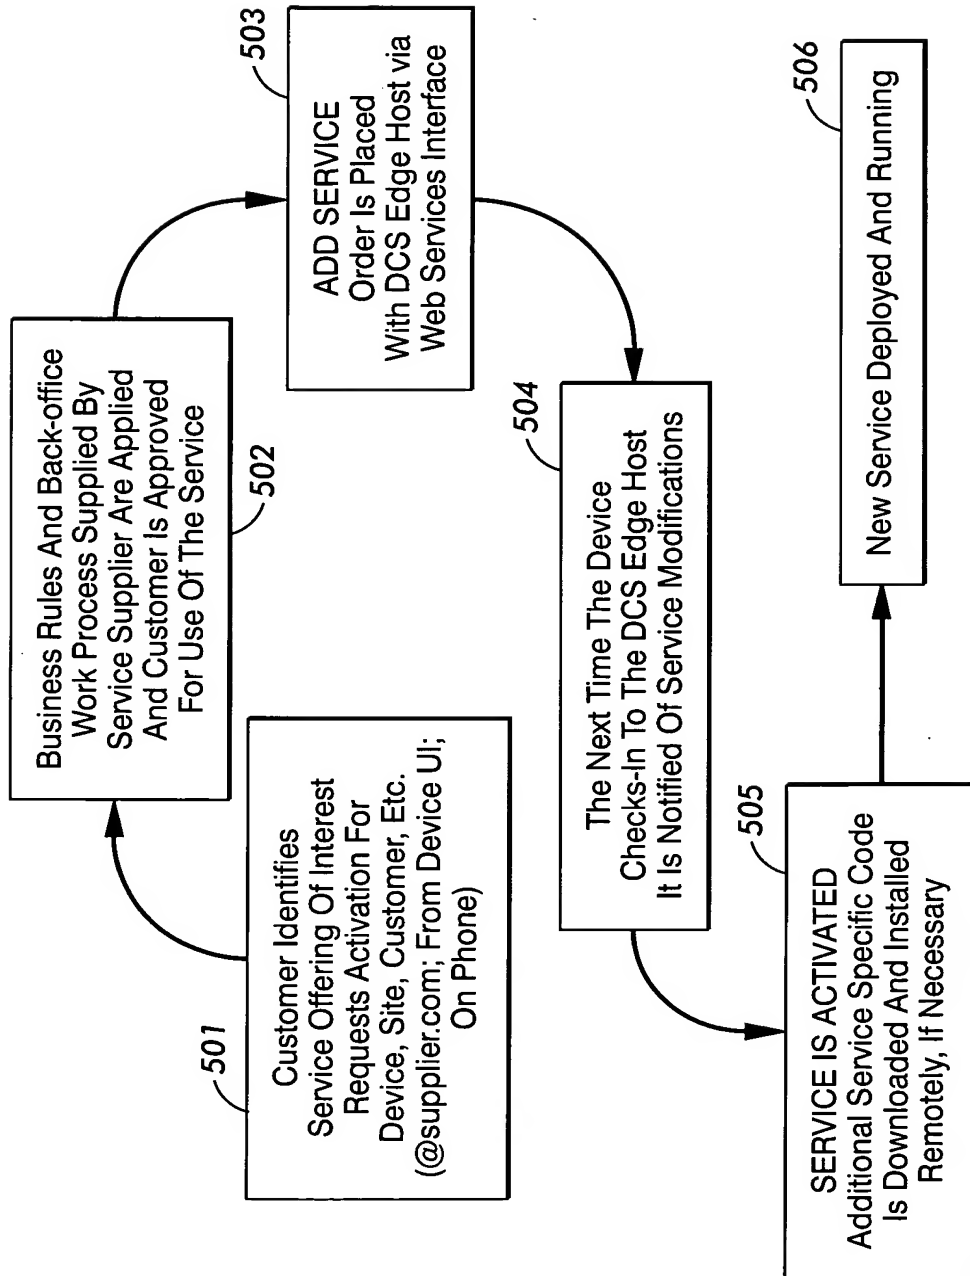 501
Customer Identifies
Service Offering Of Interest
Requests Activation For
Device, Site, Customer, Etc.
(@supplier.com; From Device UI;
On Phone)
Business Rules And Back-office
Work Process Supplied By
Service Supplier Are Applied
And Customer Is Approved
For Use Of The Service
502
503
ADD SERVICE
Order Is Placed
With DCS Edge Host via
Web Services Interface
504
The Next Time The Device
Checks-In To The DCS Edge Host
It Is Notified Of Service Modifications
505
SERVICE IS ACTIVATED
Additional Service Specific Code
Is Downloaded And Installed
Remotely, If Necessary
506
New Service Deployed And Running